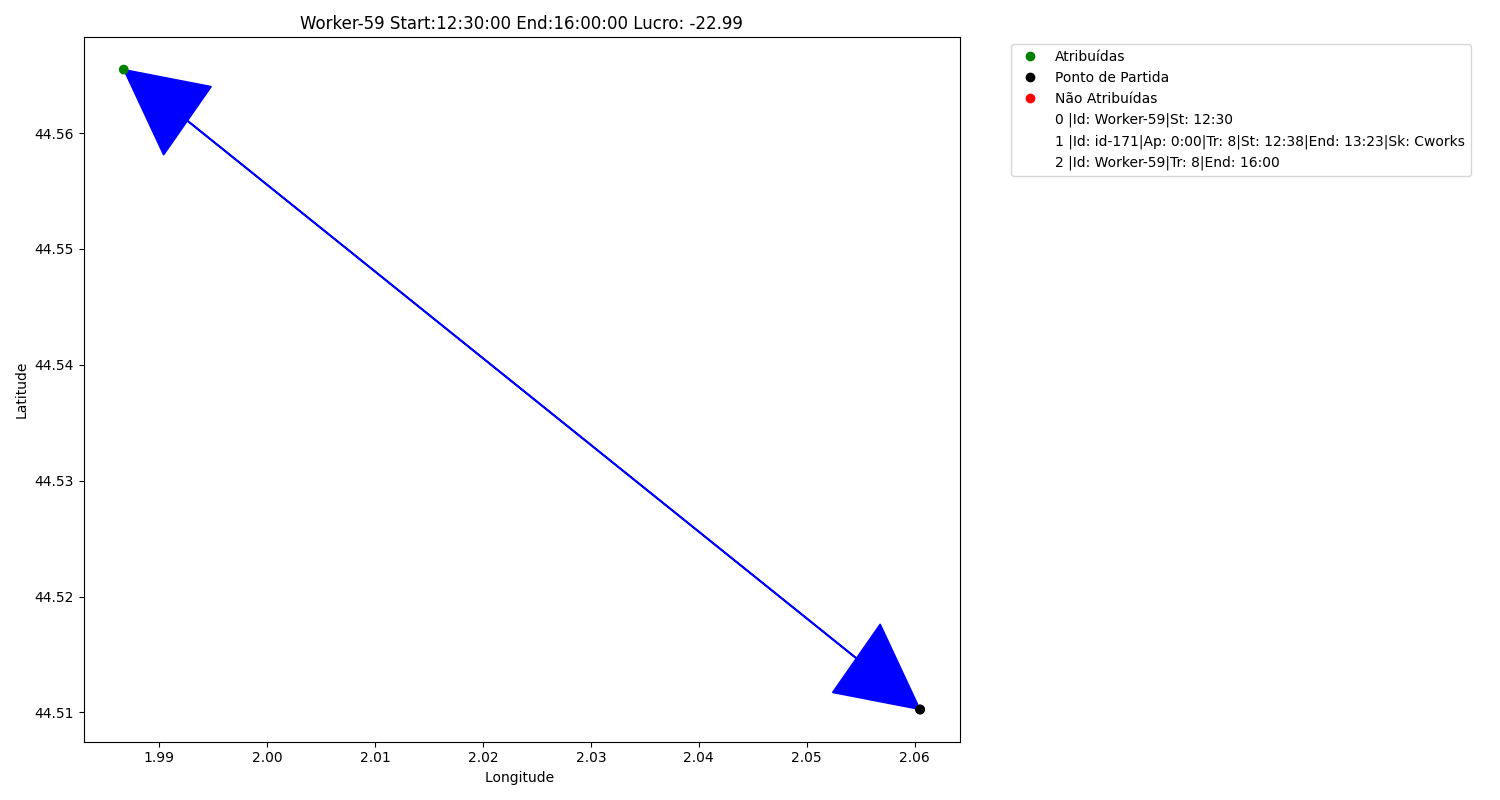 Worker-59 Start:12:30:00 End:16:00:00 Lucro: -22.99
Atribuídas
Ponto de Partida
Não Atribuídas
0 |Id: Worker-59|St: 12:30
1 |Id: id-171|Ap: 0:00|Tr: 8|St: 12:38|End: 13:23|Sk: Cworks
2 |Id: Worker-59|Tr: 8|End: 16:00
Latitude
44.56
44.55
44.54
44.53
44.52
44.51
1.99 2.00 2.01 2.02 2.03 2.04 2.05 2.06
Longitude